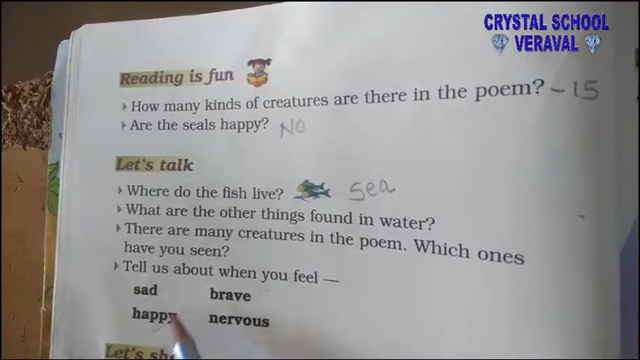 CRYSTAL SCHOOL
VERAVAL
Reading is fun
How many kinds of creatures are there in the poem? - 15
Are the seals happy? NO
Let's talk
Where do the fish live? Sea
What are the other things found in water?
There are many creatures in the poem. Which ones
have you seen?
Tell us about when you feel —
sad brave
happy nervous
Let's sh